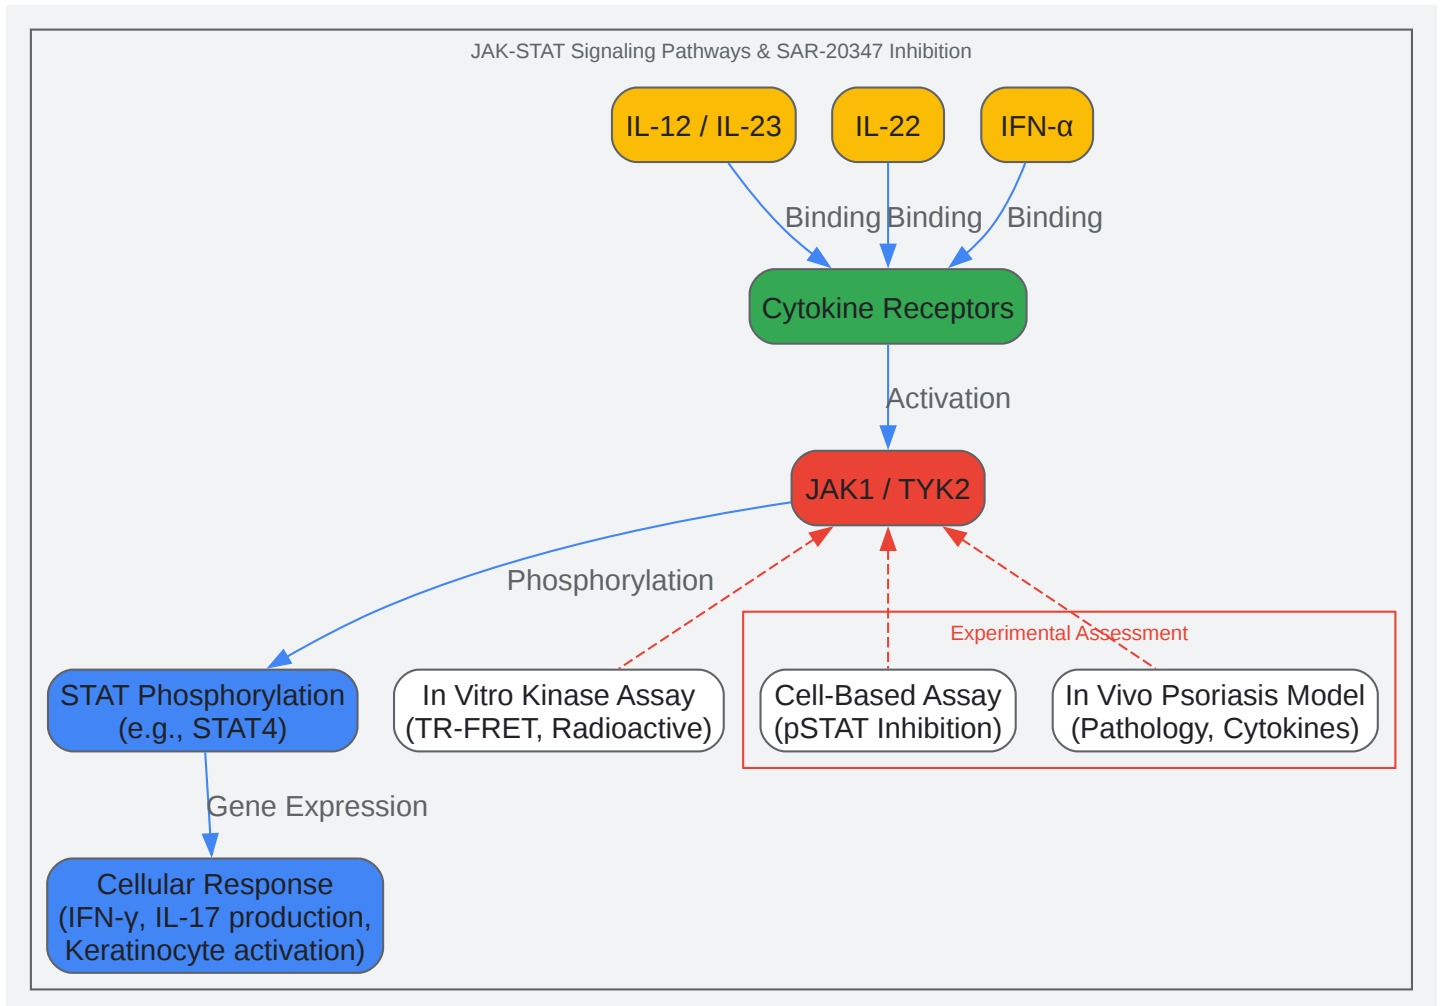 JAK-STAT Signaling Pathways & SAR-20347 Inhibition
IL-12 / IL-23
IL-22
IFN-α
Binding
Binding
Binding
Cytokine Receptors
Activation
JAK1 / TYK2
Phosphorylation
Experimental Assessment
STAT Phosphorylation
(e.g., STAT4)
In Vitro Kinase Assay
(TR-FRET, Radioactive)
Cell-Based Assay
(pSTAT Inhibition)
In Vivo Psoriasis Model
(Pathology, Cytokines)
Gene Expression
Cellular Response
(IFN-γ, IL-17 production,
Keratinocyte activation)